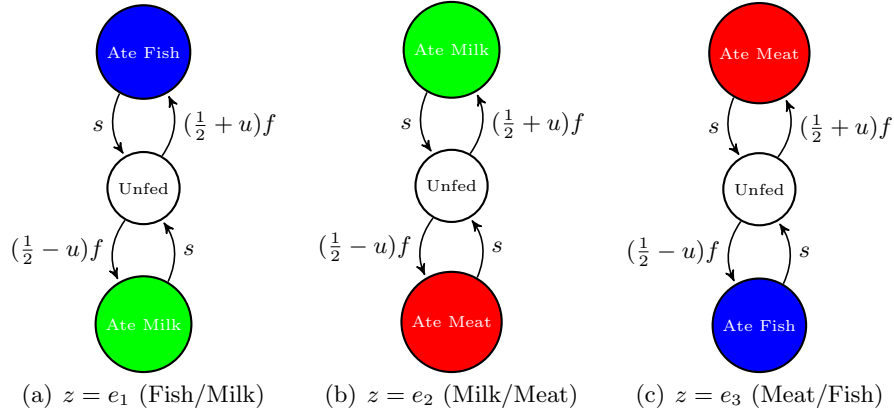 Ate Fish
s
(1/2 + u)f
Unfed
(1/2 − u)f
s
Ate Milk
(a) z = e₁ (Fish/Milk)
Ate Milk
s
(1/2 + u)f
Unfed
(1/2 − u)f
s
Ate Meat
(b) z = e₂ (Milk/Meat)
Ate Meat
s
(1/2 + u)f
Unfed
(1/2 − u)f
s
Ate Fish
(c) z = e₃ (Meat/Fish)